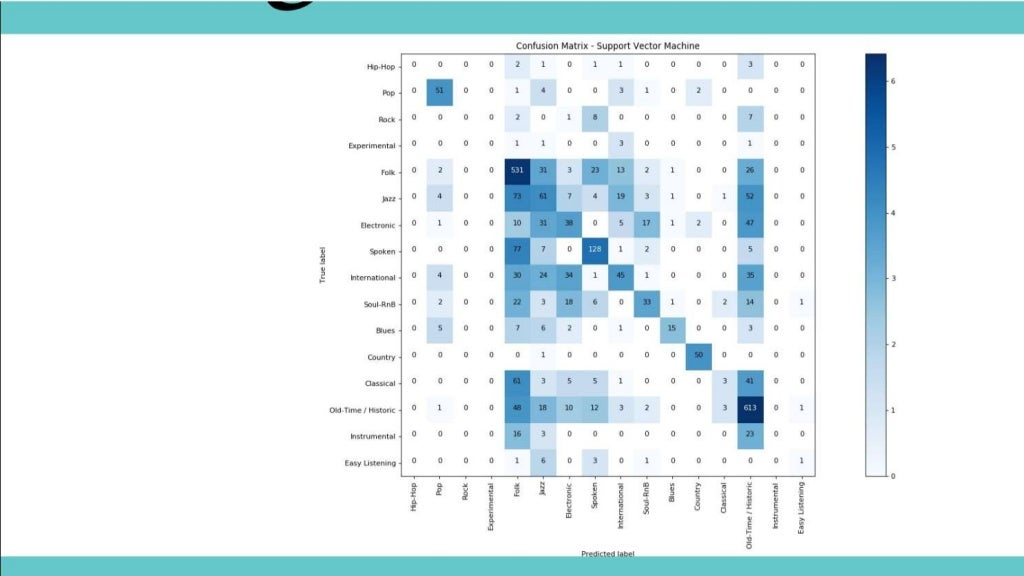 Confusion Matrix - Support Vector Machine
Hip-Hop 0 0 0 0 2 1 0 1 1 0 0 0 0 3 0 0
Pop 0 51 0 0 1 4 0 0 3 1 0 2 0 0 0 0
Rock 0 0 0 0 2 0 1 8 0 0 0 0 0 7 0 0
Experimental 0 0 0 0 1 1 0 0 3 0 0 0 0 1 0 0
Folk 0 2 0 0 531 31 3 23 13 2 1 0 0 26 0 0
Jazz 0 4 0 0 73 61 7 4 19 3 1 0 1 52 0 0
Electronic 0 1 0 0 10 31 38 0 5 17 1 2 0 47 0 0
Spoken 0 0 0 0 77 7 0 128 1 2 0 0 0 5 0 0
International 0 4 0 0 30 24 34 1 45 1 0 0 0 35 0 0
Soul-RnB 0 2 0 0 22 3 18 6 0 33 1 0 2 14 0 1
Blues 0 5 0 0 7 6 2 0 1 0 15 0 0 3 0 0
Country 0 0 0 0 0 1 0 0 0 0 0 50 0 0 0 0
Classical 0 0 0 0 61 3 5 5 1 0 0 0 3 41 0 0
Old-Time / Historic 0 1 0 0 48 18 10 12 3 2 0 0 3 613 0 1
Instrumental 0 0 0 0 16 3 0 0 0 0 0 0 0 23 0 0
Easy Listening 0 0 0 0 1 6 0 3 0 1 0 0 0 0 0 1
True label
Hip-Hop Pop Rock Experimental Folk Jazz Electronic Spoken International Soul-RnB Blues Country Classical Old-Time / Historic Instrumental Easy Listening
Predicted label
6
5
4
3
2
1
0